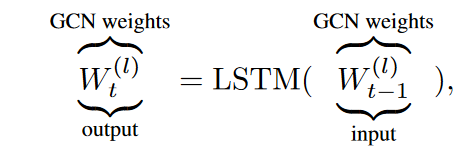 GCN weights GCN weights
W_t^{(l)} = LSTM( W_{t-1}^{(l)} ),
output input